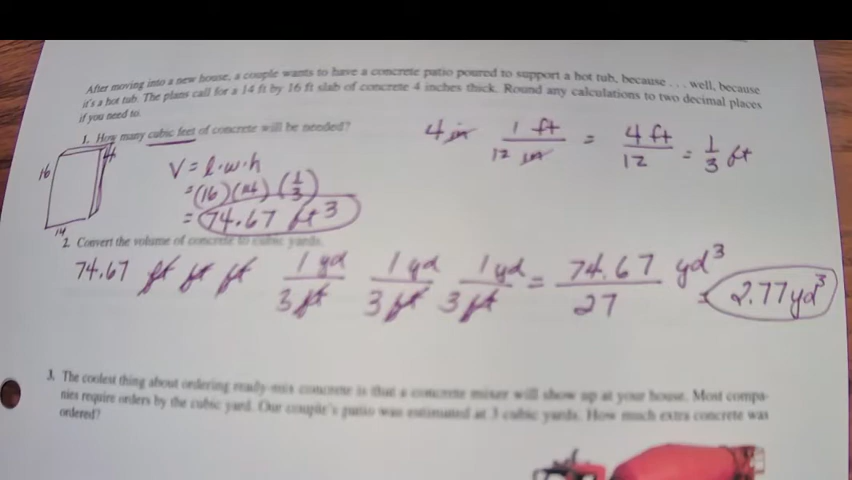 After moving into a new house, a couple wants to have a concrete patio poured to support a hot tub, because . . . well, because
it's a hot tub. The plans call for a 14 ft by 16 ft slab of concrete 4 inches thick. Round any calculations to two decimal places
if you need to.
1. How many cubic feet of concrete will be needed?
4 in 1 ft / 12 in = 4 ft / 12 = 1/3 ft
16
14
V = l·w·h
= (16)(14)(1/3)
= 74.67 ft³
2. Convert the volume of concrete to cubic yards.
74.67 ft ft ft 1 yd / 3 ft 1 yd / 3 ft 1 yd / 3 ft = 74.67 / 27 yd³ = 2.77 yd³
3. The coolest thing about ordering ready-mix concrete is that a concrete mixer will show up at your house. Most compa-
nies require orders by the cubic yard. Our couple's patio was estimated at 3 cubic yards. How much extra concrete was
ordered?